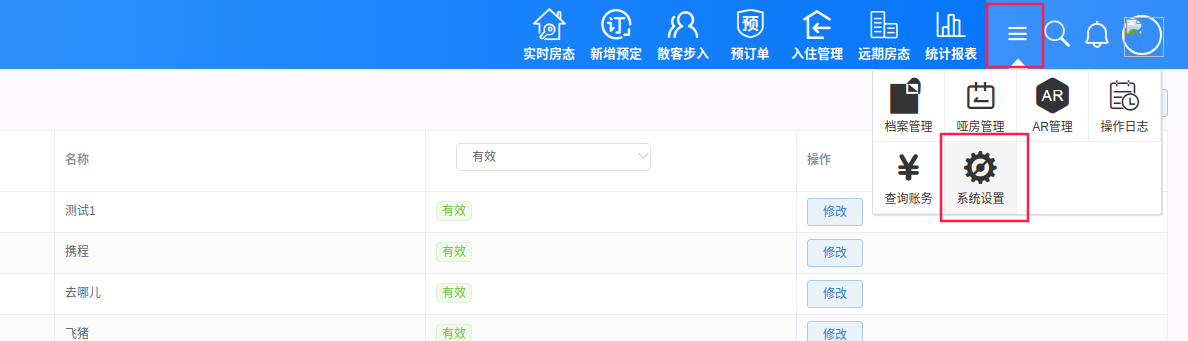 实时房态 新增预定 散客步入 预订单 入住管理 远期房态 统计报表
订 预
档案管理 哑房管理 AR管理 操作日志
AR
查询账务 系统设置
名称 有效 操作
测试1 有效 修改
携程 有效 修改
去哪儿 有效 修改
飞猪 有效 修改